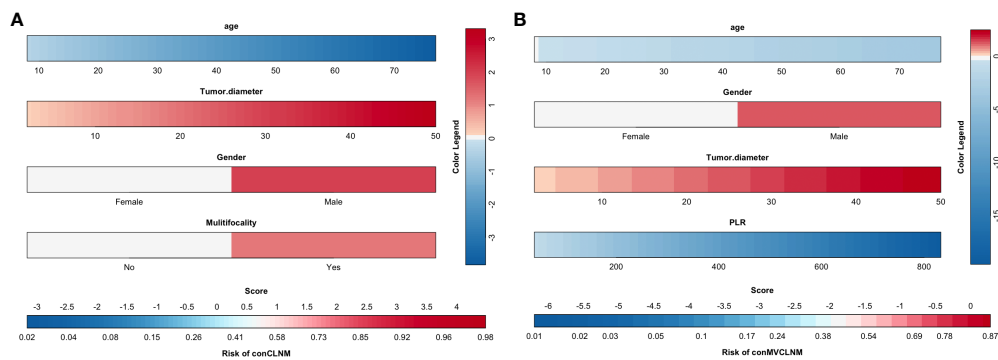 A
age
10 20 30 40 50 60 70
Tumor.diameter
10 20 30 40 50
Gender
Female Male
Mulitifocality
No Yes
Score
-3 -2.5 -2 -1.5 -1 -0.5 0 0.5 1 1.5 2 2.5 3 3.5 4
0.02 0.04 0.14 0.26 0.41 0.58 0.73 0.85 0.92 0.96 0.98
Risk of conCLNM
3
2
1
0
-1
-2
-3
Color Legend
B
age
10 20 30 40 50 60 70
Gender
Female Male
Tumor.diameter
10 20 30 40 50
PLR
200 400 600 800
Score
-6 -5.5 -5 -4.5 -4 -3.5 -3 -2.5 -2 -1.5 -1 -0.5 0
0.01 0.02 0.03 0.06 0.1 0.17 0.24 0.38 0.54 0.69 0.78 0.87
Risk of conMVCLNM
0
-5
-10
-15
Color Legend